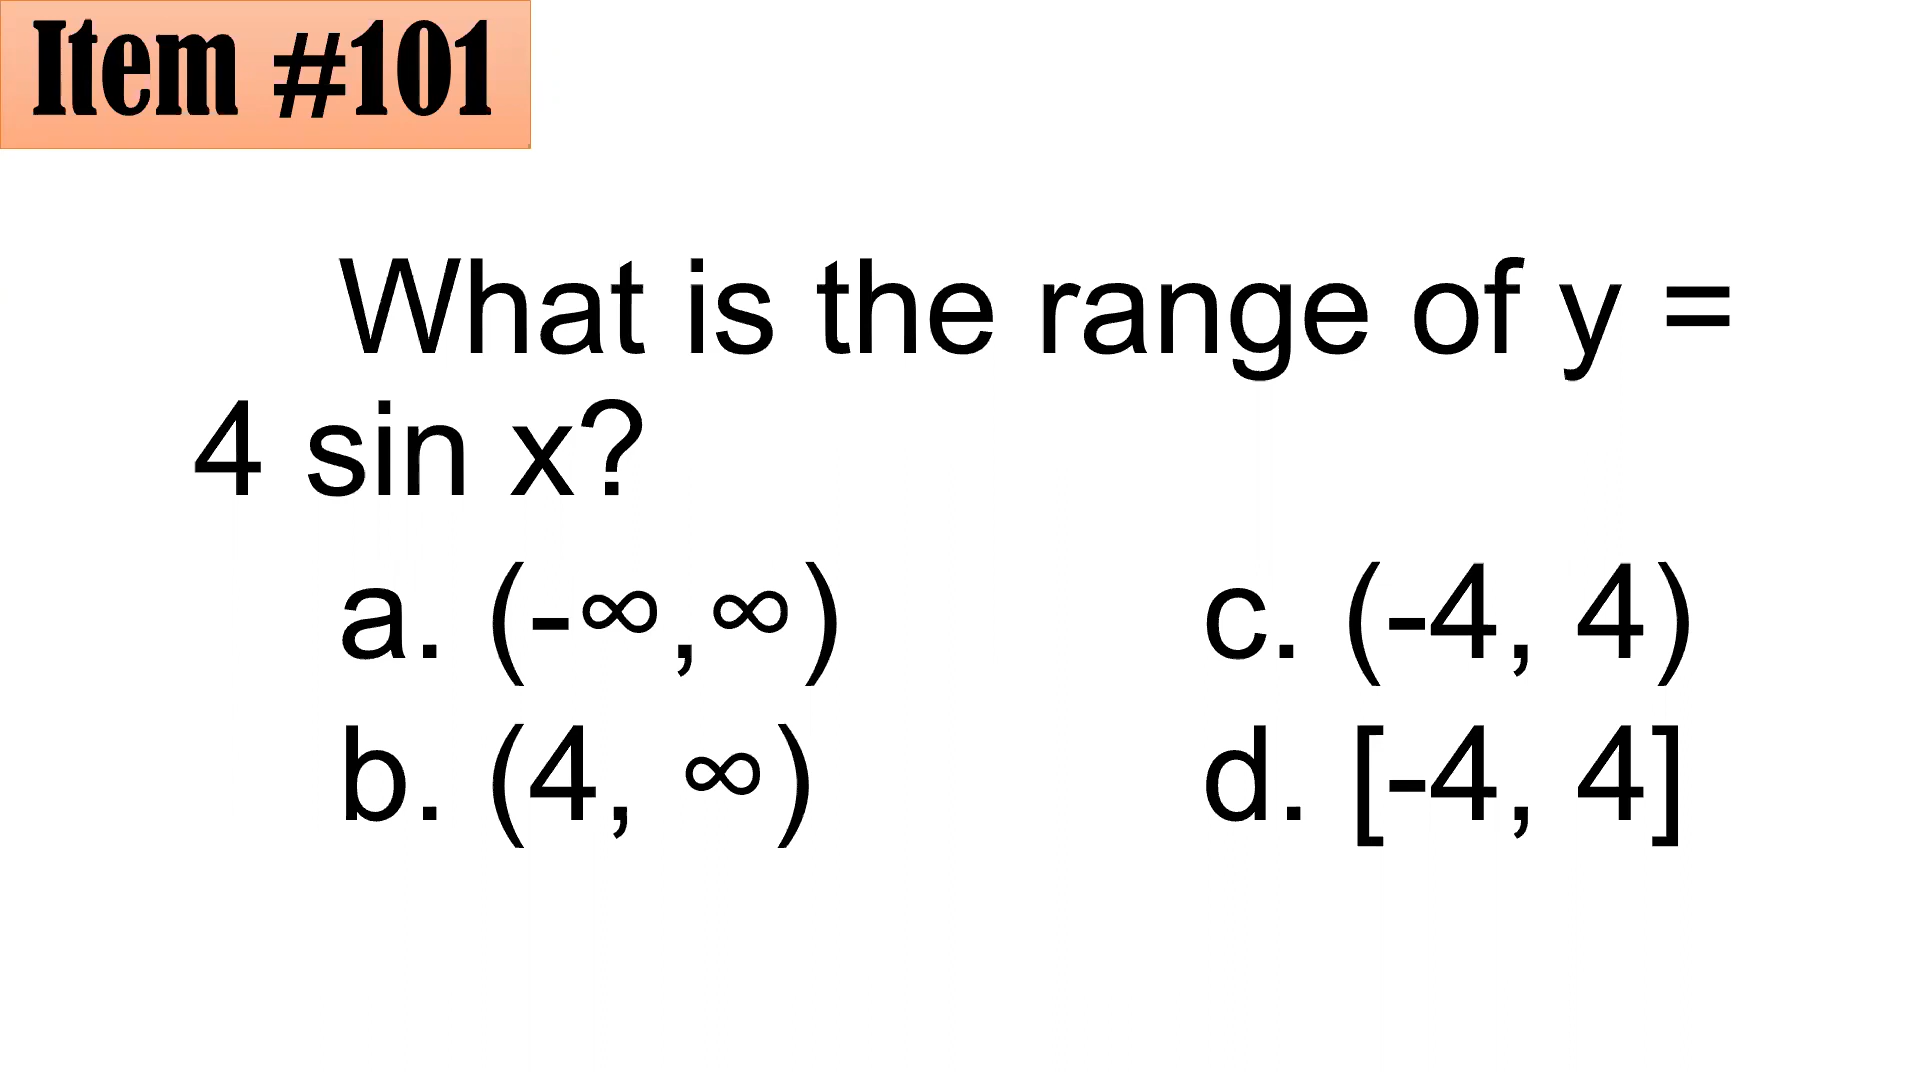 Item #101
What is the range of y =
4 sin x?
a. (-∞,∞) c. (-4, 4)
b. (4, ∞) d. [-4, 4]